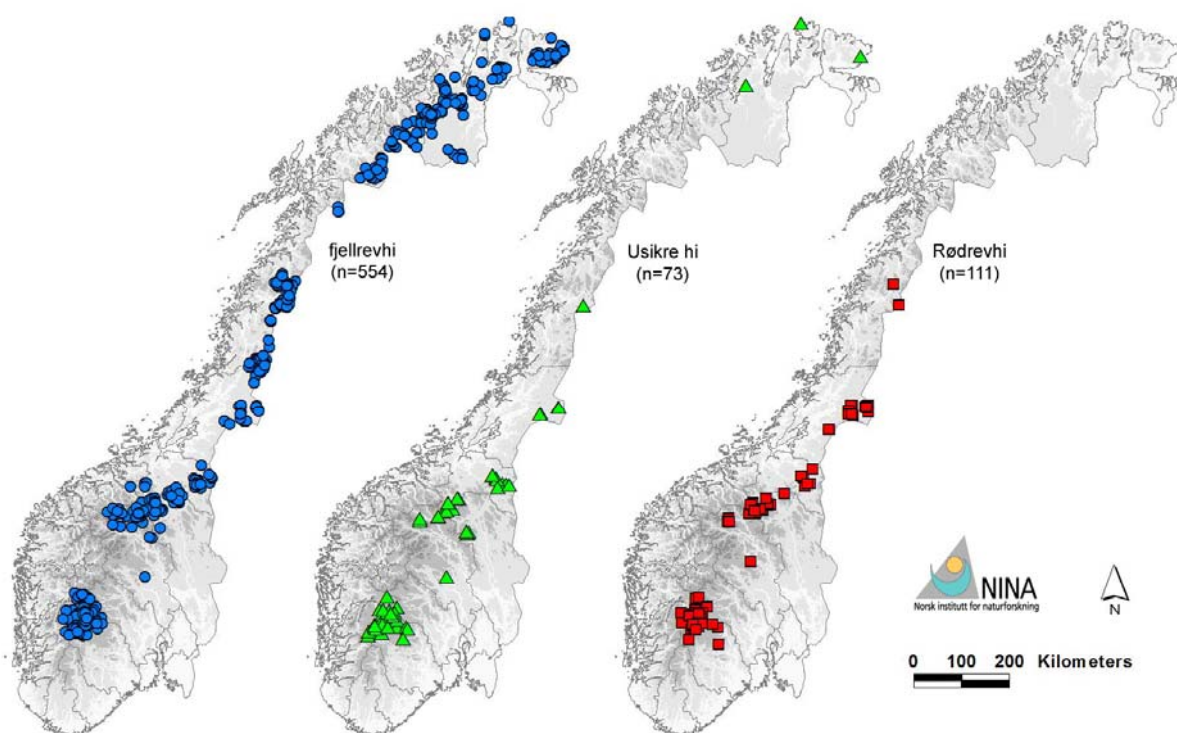 fjellrevhi
(n=554)
Usikre hi
(n=73)
Rødrevhi
(n=111)
NINA
Norsk institutt for naturforskning
N
0 100 200 Kilometers